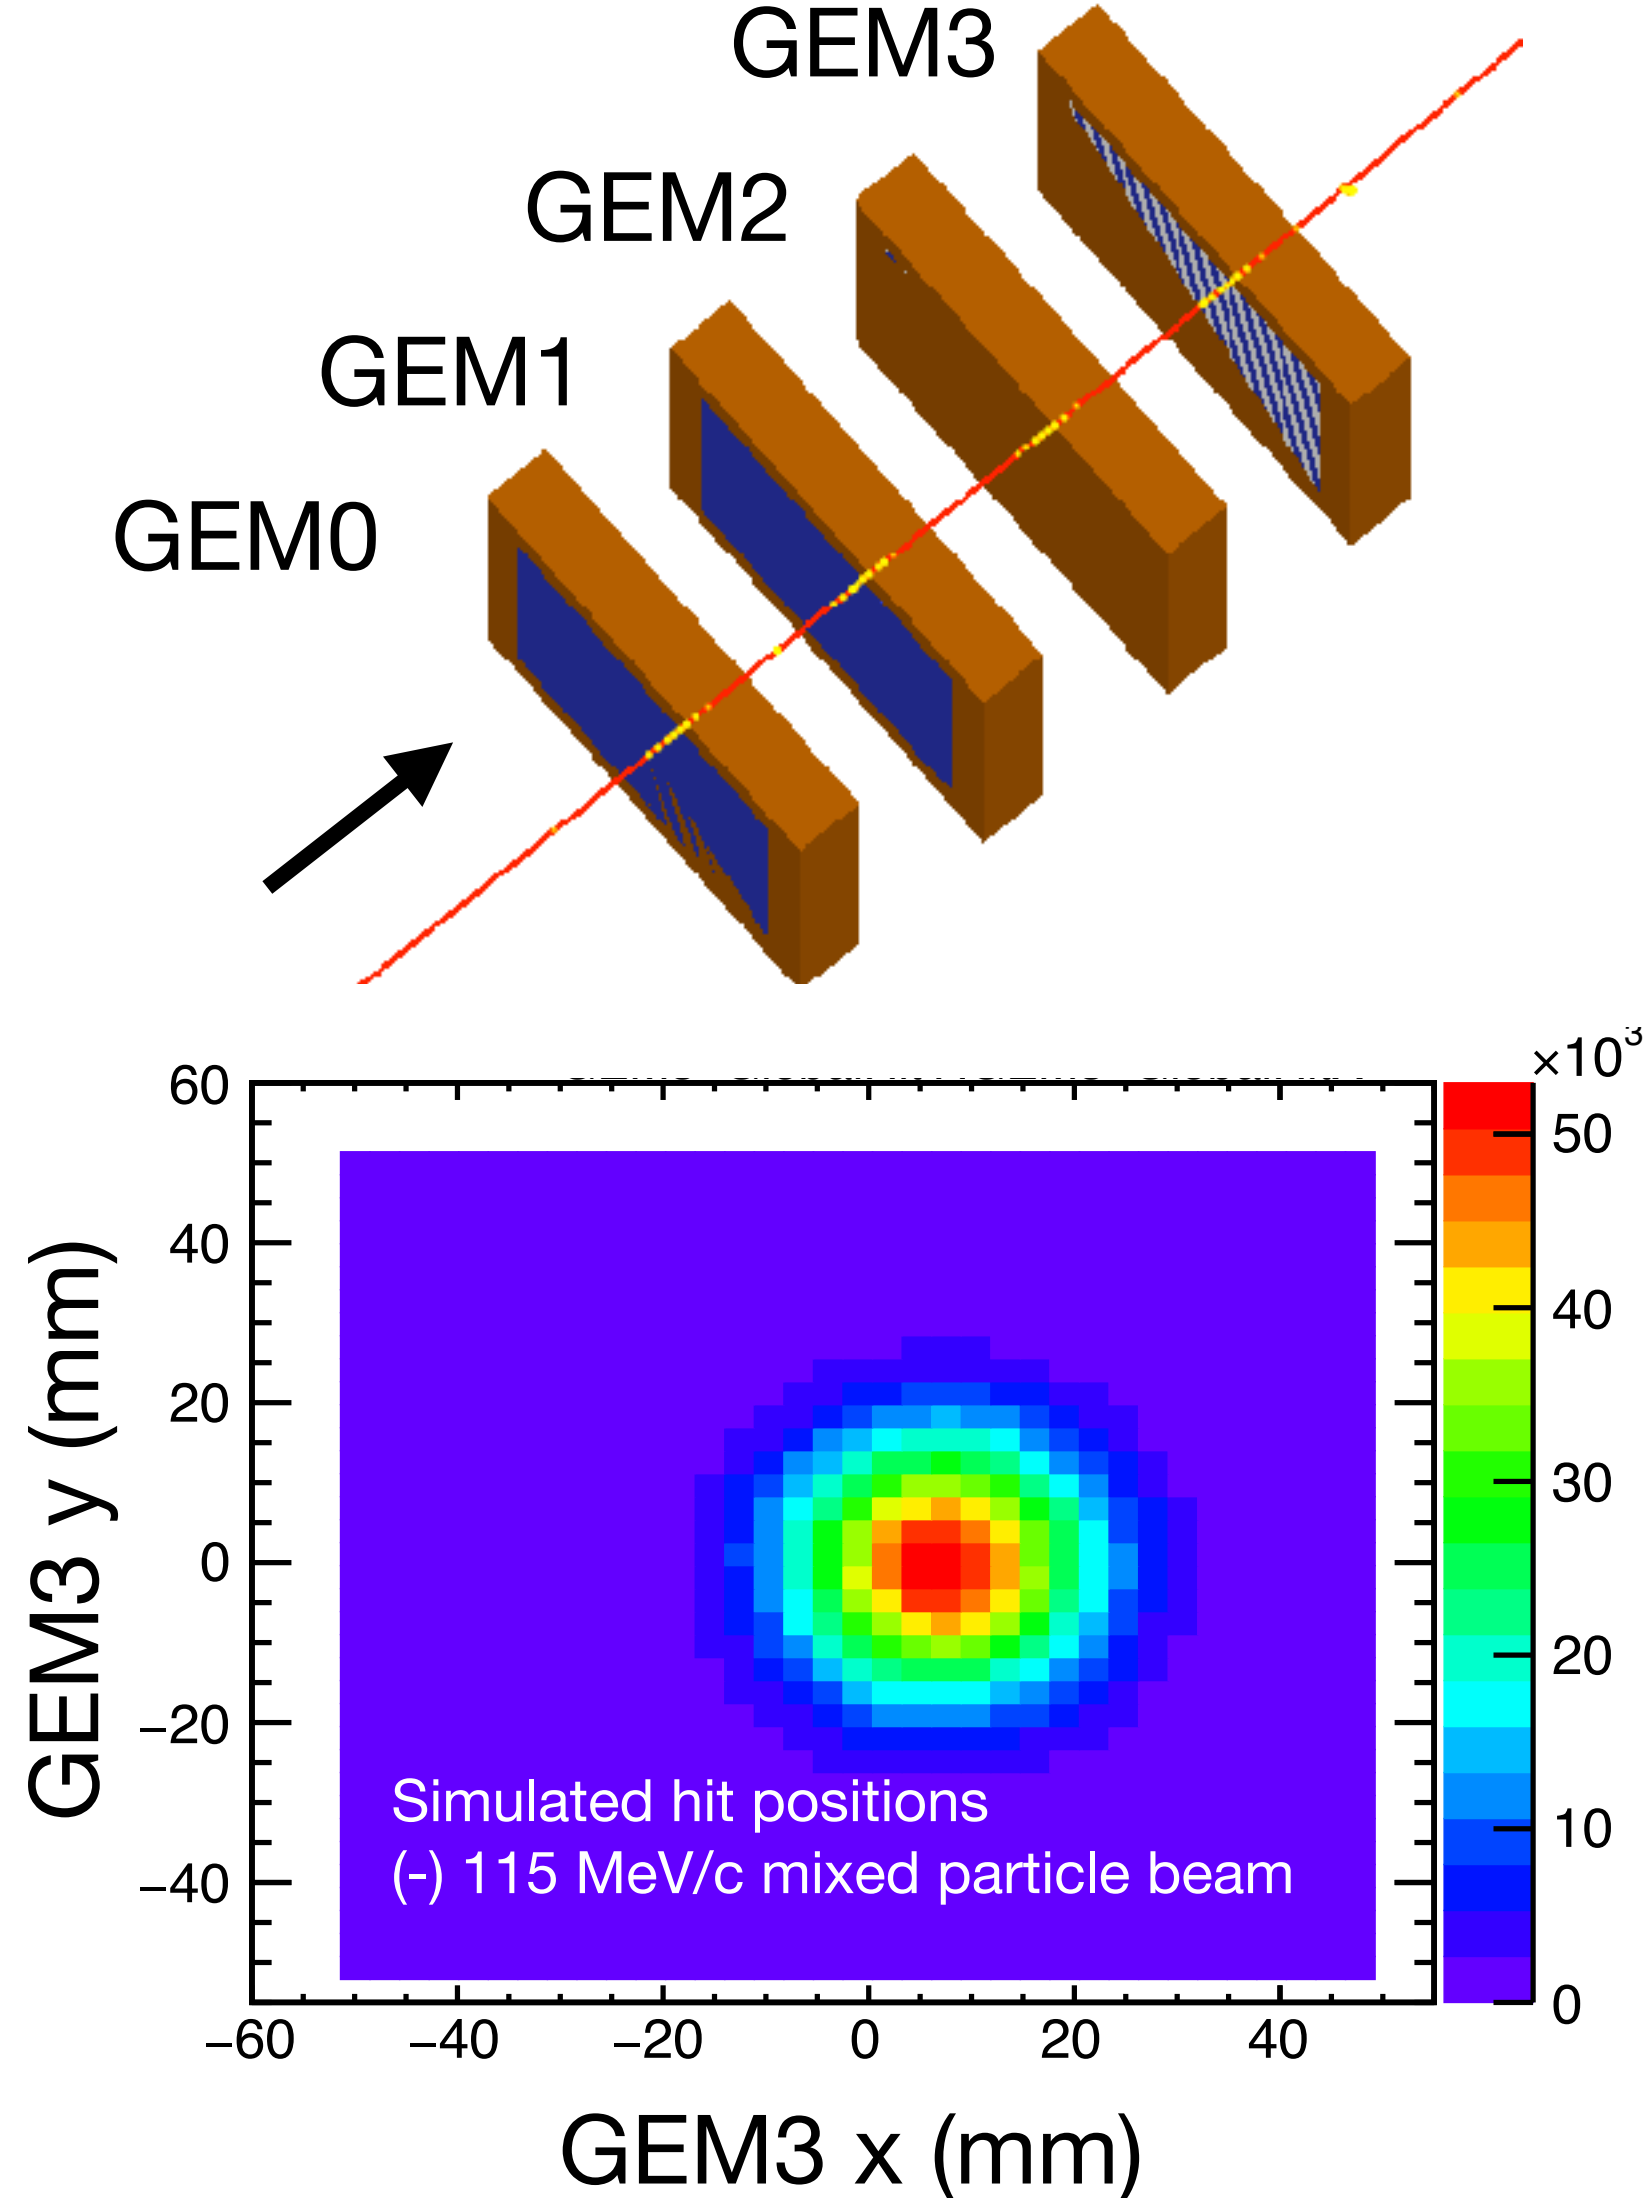 GEM3
GEM2
GEM1
GEM0
×10³
60
40
20
0
−20
−40
50
40
30
20
10
0
Simulated hit positions
(-) 115 MeV/c mixed particle beam
−60 −40 −20 0 20 40
GEM3 y (mm)
GEM3 x (mm)